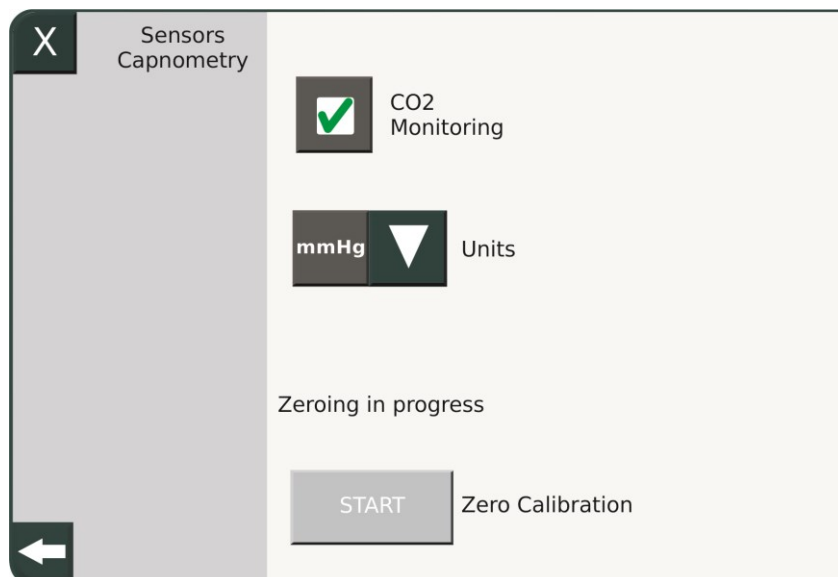 X
Sensors
Capnometry
CO2
Monitoring
mmHg
Units
Zeroing in progress
START
Zero Calibration